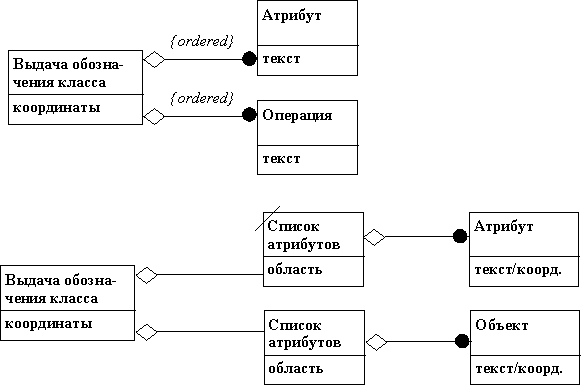 Атрибут
{ordered}
текст
Выдача обозна-
чения класса
координаты
{ordered}
Операция
текст
Список
атрибутов
область
Атрибут
текст/коорд.
Выдача обозна-
чения класса
координаты
Список
атрибутов
область
Объект
текст/коорд.